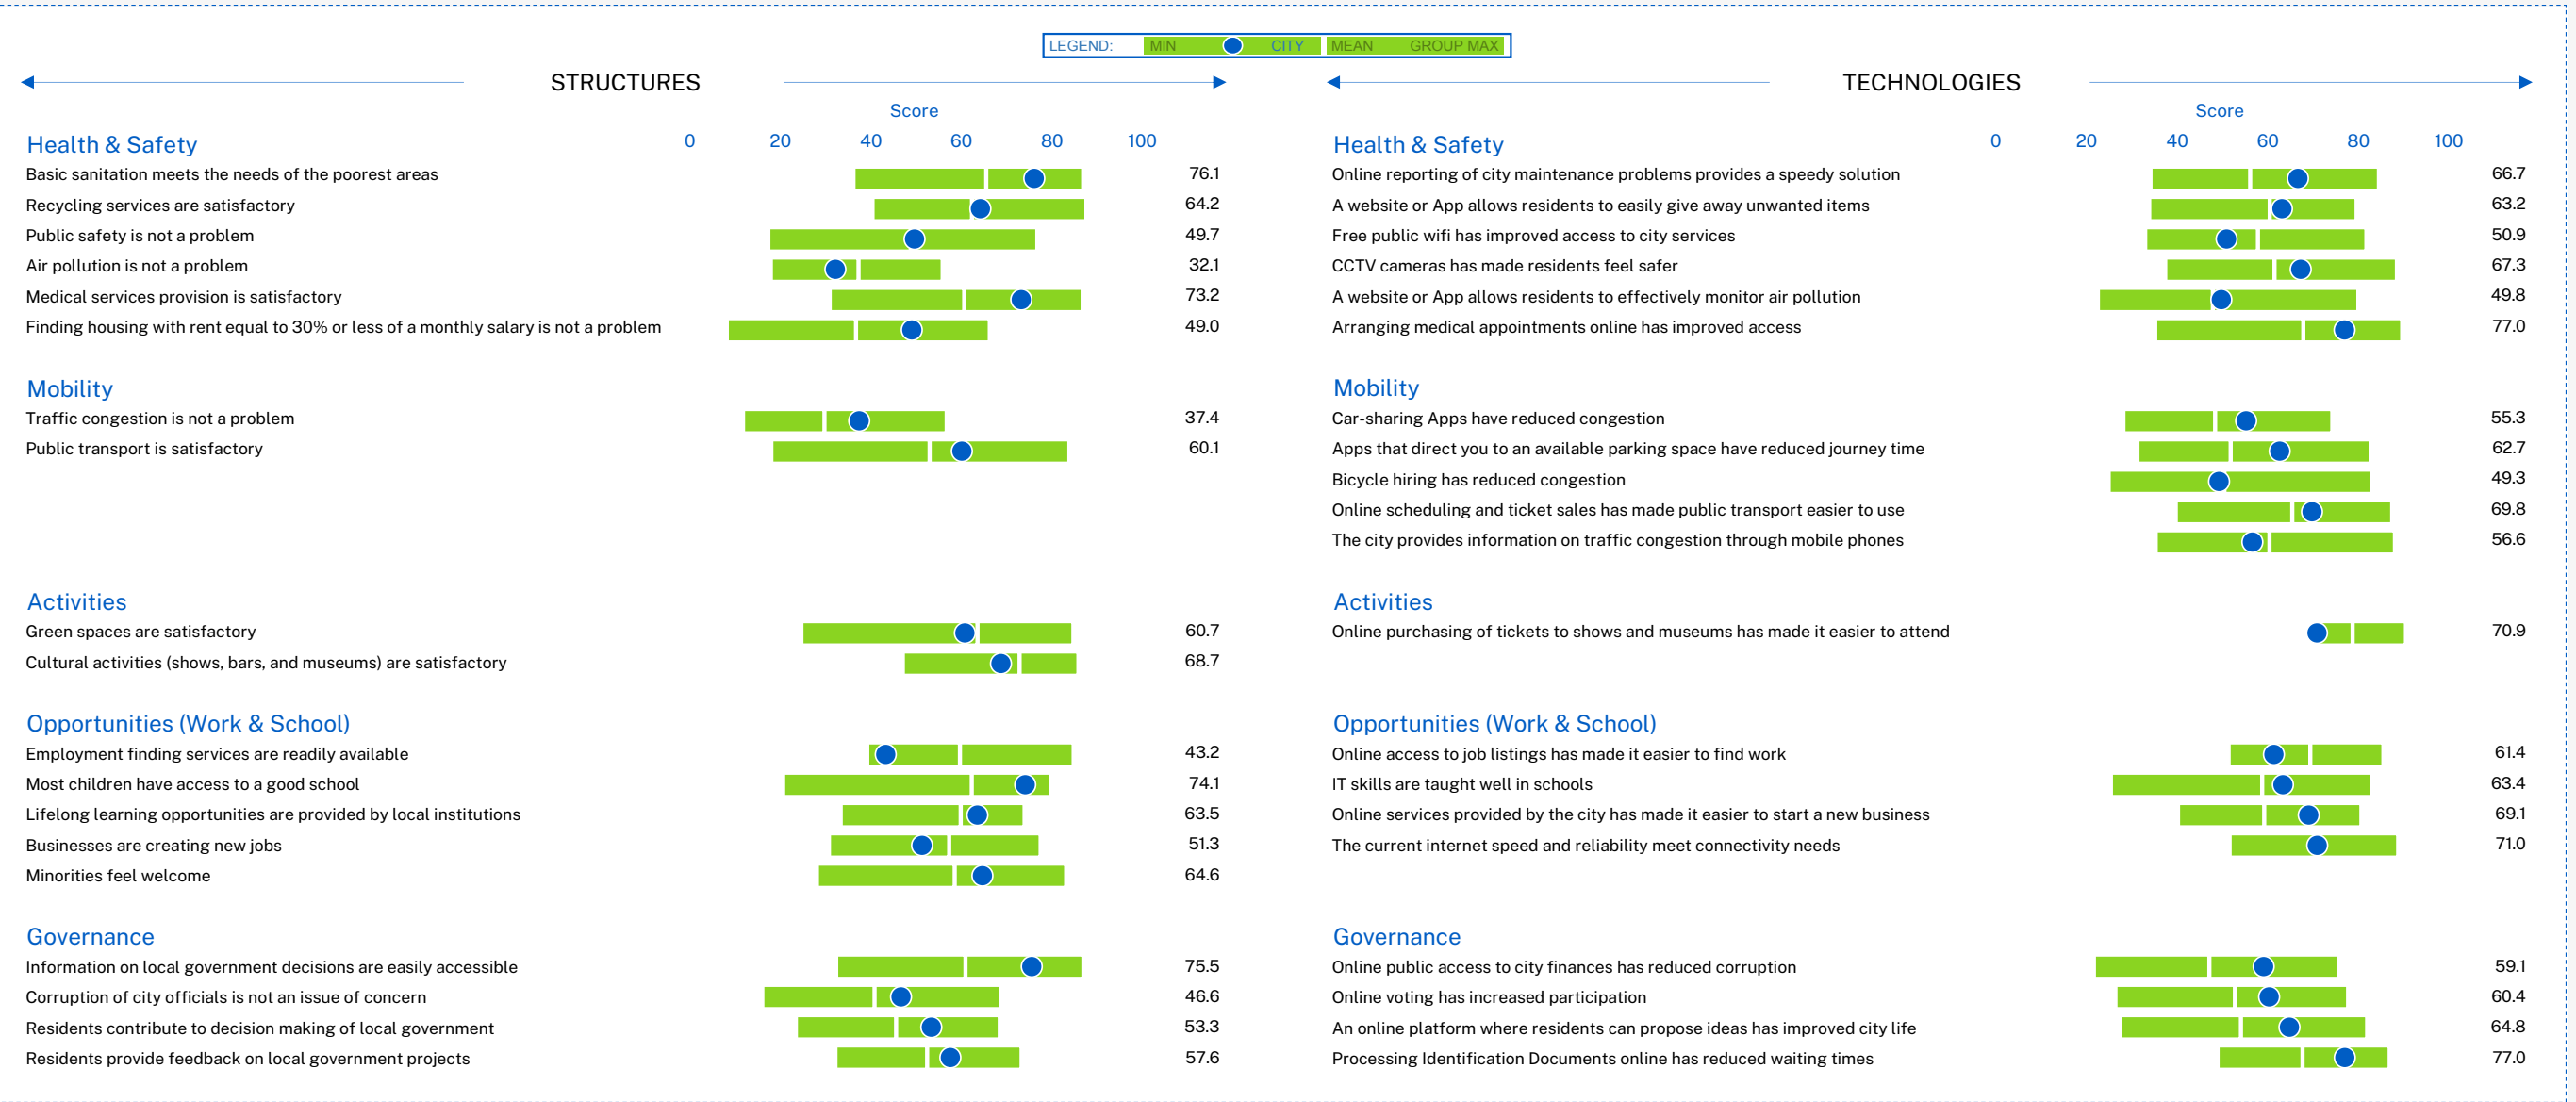 LEGEND: MIN CITY MEAN GROUP MAX
STRUCTURES
Score
0 20 40 60 80 100
Health & Safety
Basic sanitation meets the needs of the poorest areas 76.1
Recycling services are satisfactory 64.2
Public safety is not a problem 49.7
Air pollution is not a problem 32.1
Medical services provision is satisfactory 73.2
Finding housing with rent equal to 30% or less of a monthly salary is not a problem 49.0
Mobility
Traffic congestion is not a problem 37.4
Public transport is satisfactory 60.1
Activities
Green spaces are satisfactory 60.7
Cultural activities (shows, bars, and museums) are satisfactory 68.7
Opportunities (Work & School)
Employment finding services are readily available 43.2
Most children have access to a good school 74.1
Lifelong learning opportunities are provided by local institutions 63.5
Businesses are creating new jobs 51.3
Minorities feel welcome 64.6
Governance
Information on local government decisions are easily accessible 75.5
Corruption of city officials is not an issue of concern 46.6
Residents contribute to decision making of local government 53.3
Residents provide feedback on local government projects 57.6
TECHNOLOGIES
Score
0 20 40 60 80 100
Health & Safety
Online reporting of city maintenance problems provides a speedy solution 66.7
A website or App allows residents to easily give away unwanted items 63.2
Free public wifi has improved access to city services 50.9
CCTV cameras has made residents feel safer 67.3
A website or App allows residents to effectively monitor air pollution 49.8
Arranging medical appointments online has improved access 77.0
Mobility
Car-sharing Apps have reduced congestion 55.3
Apps that direct you to an available parking space have reduced journey time 62.7
Bicycle hiring has reduced congestion 49.3
Online scheduling and ticket sales has made public transport easier to use 69.8
The city provides information on traffic congestion through mobile phones 56.6
Activities
Online purchasing of tickets to shows and museums has made it easier to attend 70.9
Opportunities (Work & School)
Online access to job listings has made it easier to find work 61.4
IT skills are taught well in schools 63.4
Online services provided by the city has made it easier to start a new business 69.1
The current internet speed and reliability meet connectivity needs 71.0
Governance
Online public access to city finances has reduced corruption 59.1
Online voting has increased participation 60.4
An online platform where residents can propose ideas has improved city life 64.8
Processing Identification Documents online has reduced waiting times 77.0